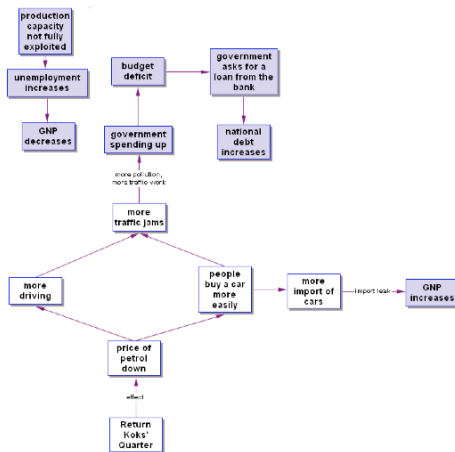 production
capacity
not fully
exploited
unemployment
increases
GNP
decreases
budget
deficit
government
asks for a
loan from the
bank
government
spending up
national
debt
increases
more pollution,
more traffic work
more
traffic jams
more
driving
people
buy a car
more
easily
more
import of
cars
import leak
GNP
increases
price of
petrol
down
effect
Return
Koks'
Quarter